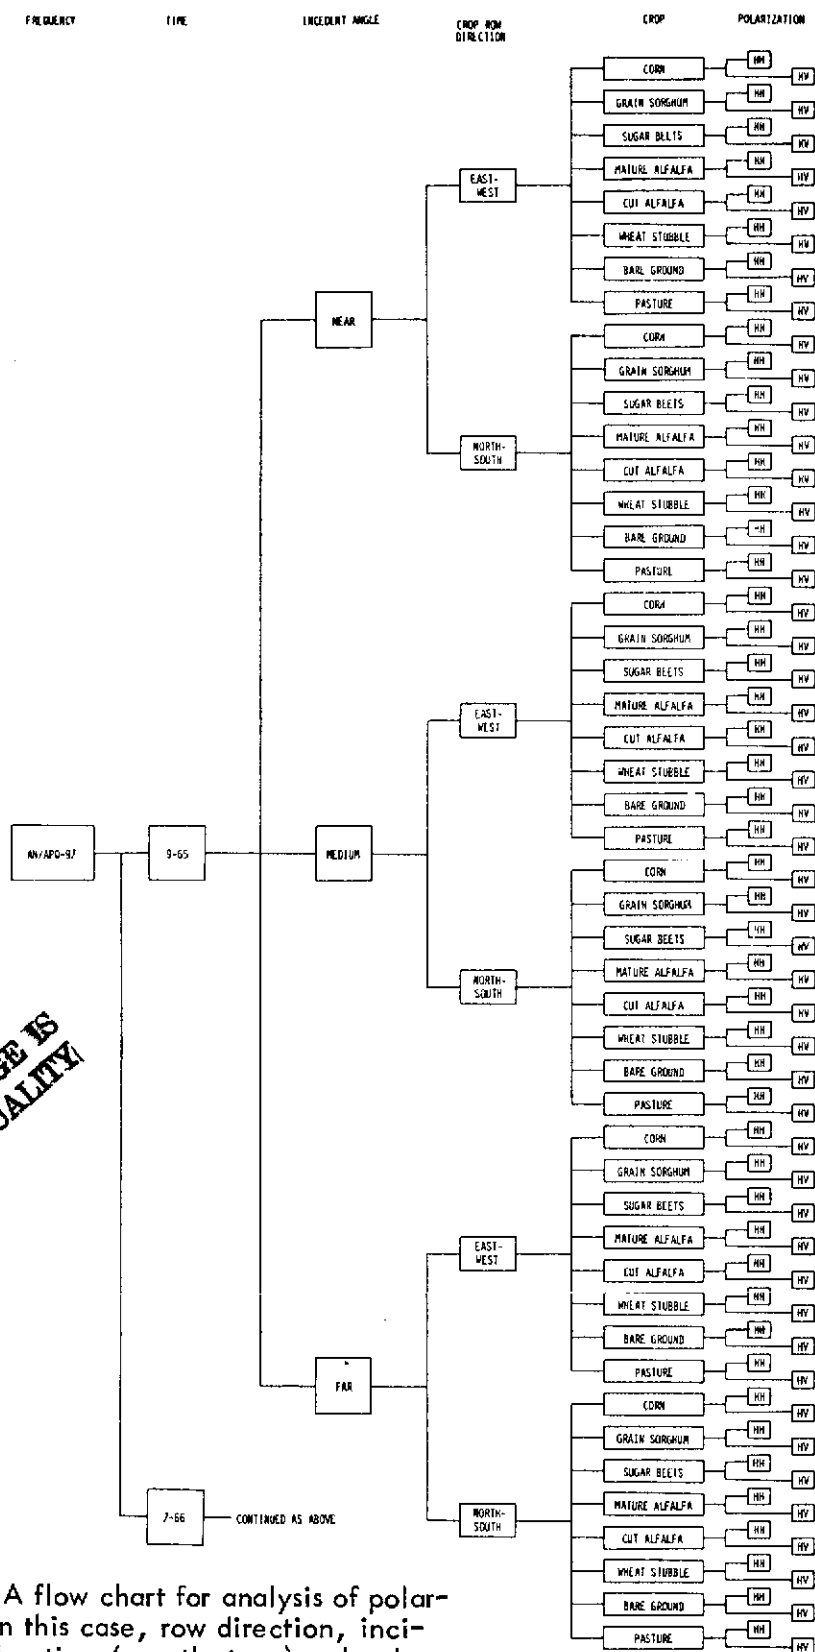 FREQUENCY TIME INCIDENT ANGLE CROP ROW DIRECTION CROP POLARIZATION
AN/APQ-97
9-65
7-66 CONTINUED AS ABOVE
NEAR
EAST-
WEST
CORN HH HV
GRAIN SORGHUM HH HV
SUGAR BEETS HH HV
MATURE ALFALFA HH HV
CUT ALFALFA HH HV
WHEAT STUBBLE HH HV
BARE GROUND HH HV
PASTURE HH HV
NORTH-
SOUTH
CORN HH HV
GRAIN SORGHUM HH HV
SUGAR BEETS HH HV
MATURE ALFALFA HH HV
CUT ALFALFA HH HV
WHEAT STUBBLE HH HV
BARE GROUND HH HV
PASTURE HH HV
MEDIUM
EAST-
WEST
CORN HH HV
GRAIN SORGHUM HH HV
SUGAR BEETS HH HV
MATURE ALFALFA HH HV
CUT ALFALFA HH HV
WHEAT STUBBLE HH HV
BARE GROUND HH HV
PASTURE HH HV
NORTH-
SOUTH
CORN HH HV
GRAIN SORGHUM HH HV
SUGAR BEETS HH HV
MATURE ALFALFA HH HV
CUT ALFALFA HH HV
WHEAT STUBBLE HH HV
BARE GROUND HH HV
PASTURE HH HV
FAR
EAST-
WEST
CORN HH HV
GRAIN SORGHUM HH HV
SUGAR BEETS HH HV
MATURE ALFALFA HH HV
CUT ALFALFA HH HV
WHEAT STUBBLE HH HV
BARE GROUND HH HV
PASTURE HH HV
NORTH-
SOUTH
CORN HH HV
GRAIN SORGHUM HH HV
SUGAR BEETS HH HV
MATURE ALFALFA HH HV
CUT ALFALFA HH HV
WHEAT STUBBLE HH HV
BARE GROUND HH HV
PASTURE HH HV
GE IS
UALITY
A flow chart for analysis of polar-
n this case, row direction, inci-